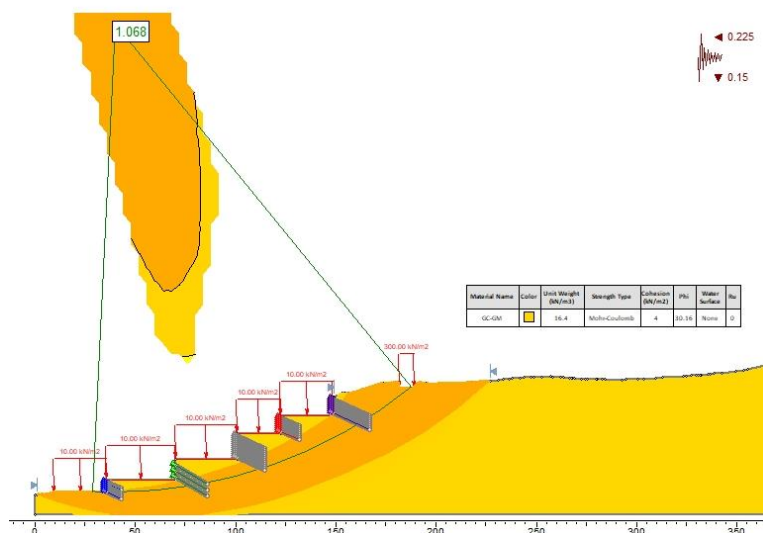 1.068
◄ 0.225
▼ 0.15
Material Name Color Unit Weight (kN/m3) Strength Type Cohesion (kN/m2) Phi Water Surface Ru
GC-GM 16.4 Mohr-Coulomb 4 30.16 None 0
300.00 kN/m2
10.00 kN/m2
10.00 kN/m2
10.00 kN/m2
10.00 kN/m2
10.00 kN/m2
0 50 100 150 200 250 300 350